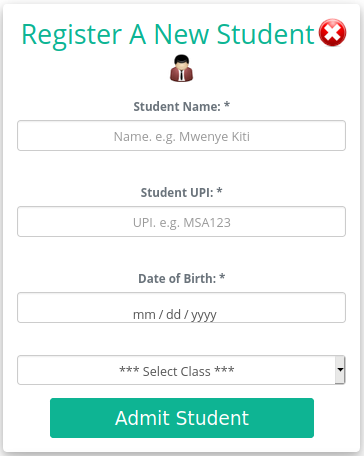 Register A New Student
Student Name: *
Name. e.g. Mwenye Kiti
Student UPI: *
UPI. e.g. MSA123
Date of Birth: *
mm / dd / yyyy
*** Select Class ***
Admit Student